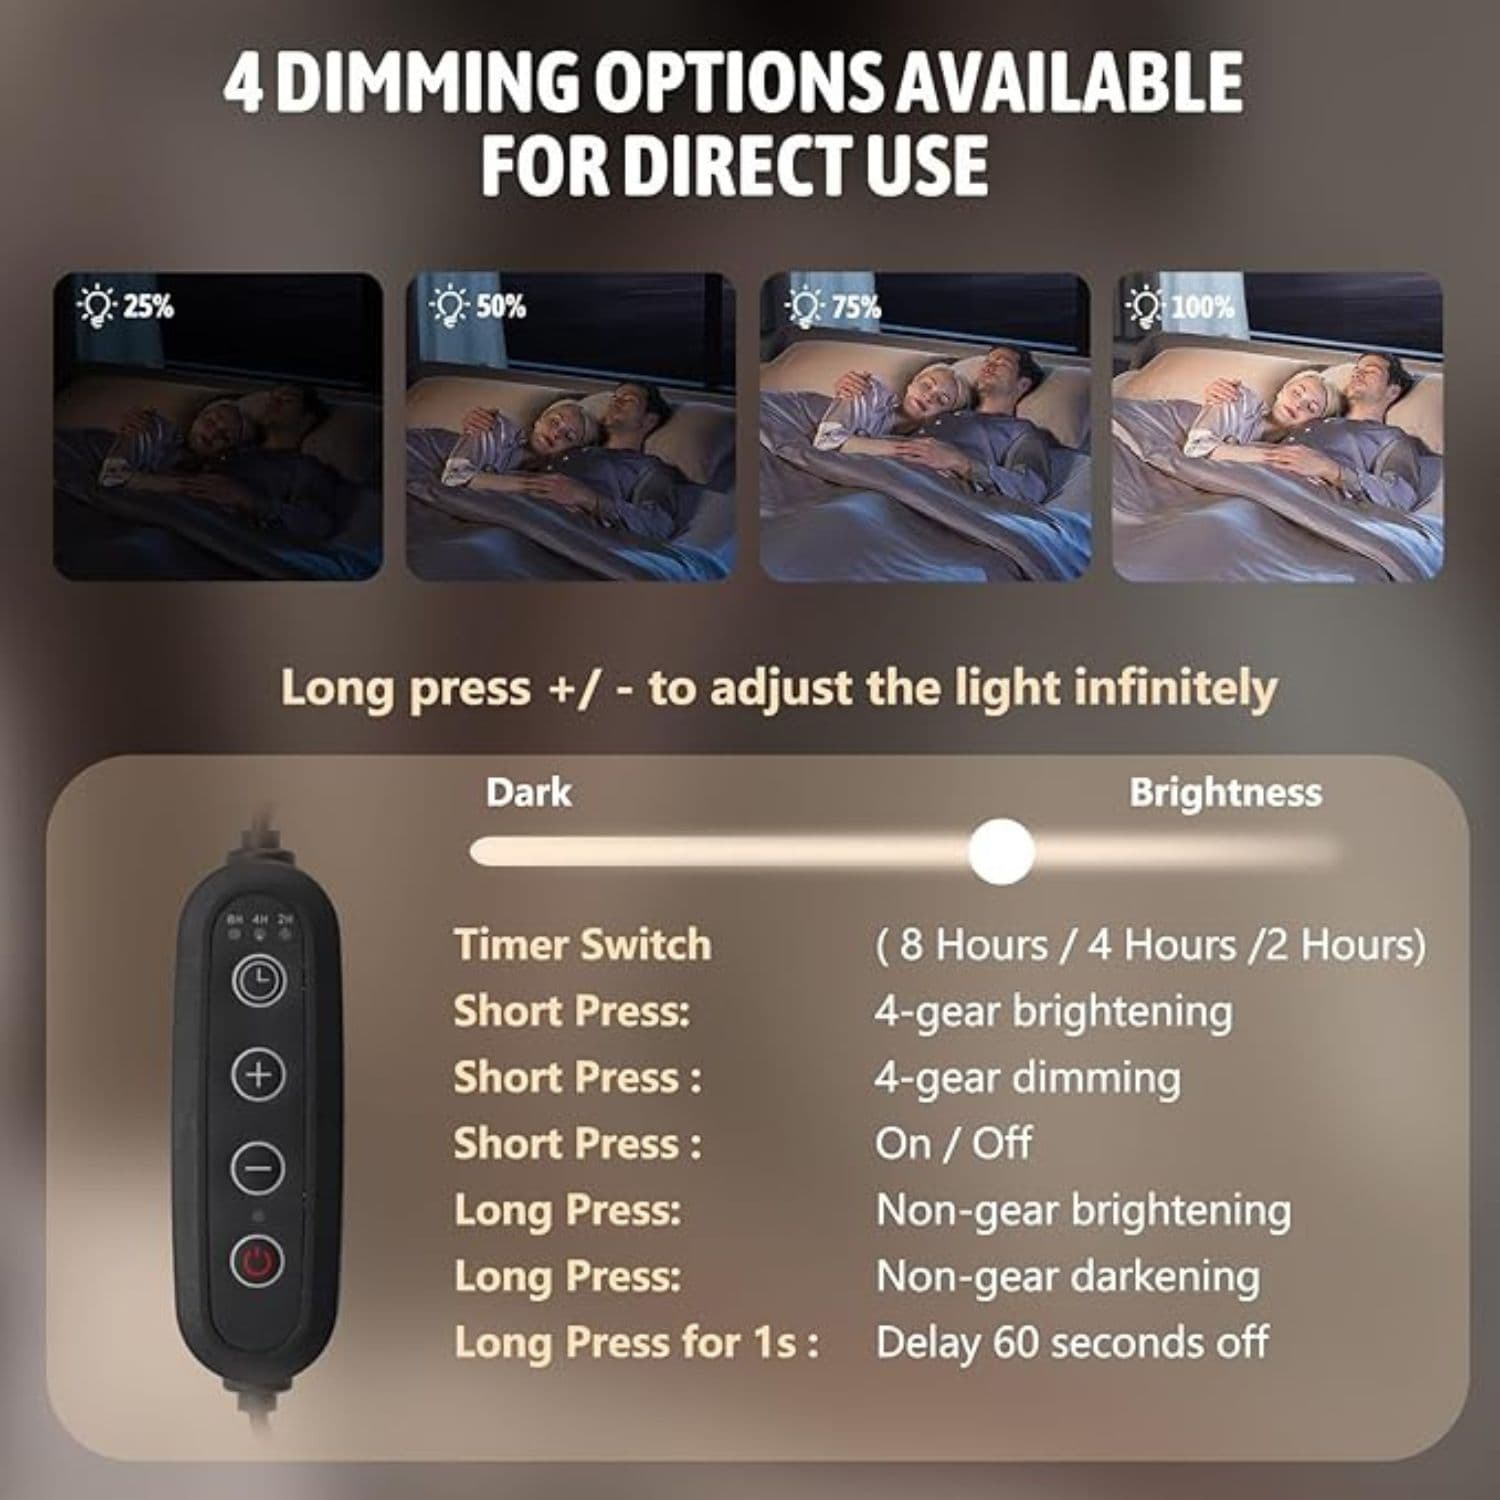 4 DIMMING OPTIONS AVAILABLE
FOR DIRECT USE
25%
50%
75%
100%
Long press +/ - to adjust the light infinitely
Dark
Brightness
8H 4H 2H
Timer Switch ( 8 Hours / 4 Hours /2 Hours)
Short Press: 4-gear brightening
Short Press : 4-gear dimming
Short Press : On / Off
Long Press: Non-gear brightening
Long Press: Non-gear darkening
Long Press for 1s : Delay 60 seconds off